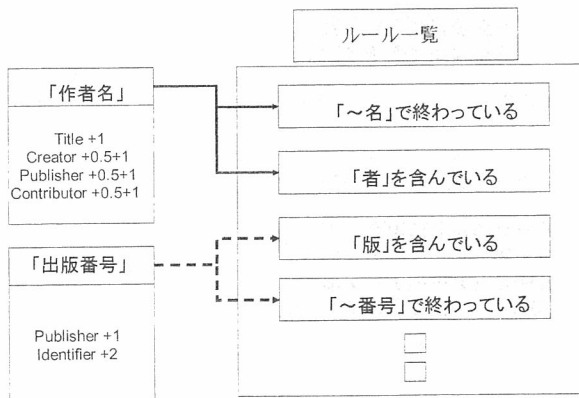 ルール一覧
「作者名」
Title +1
Creator +0.5+1
Publisher +0.5+1
Contributor +0.5+1
「～名」で終わっている
「者」を含んでいる
「出版番号」
Publisher +1
Identifier +2
「版」を含んでいる
「～番号」で終わっている